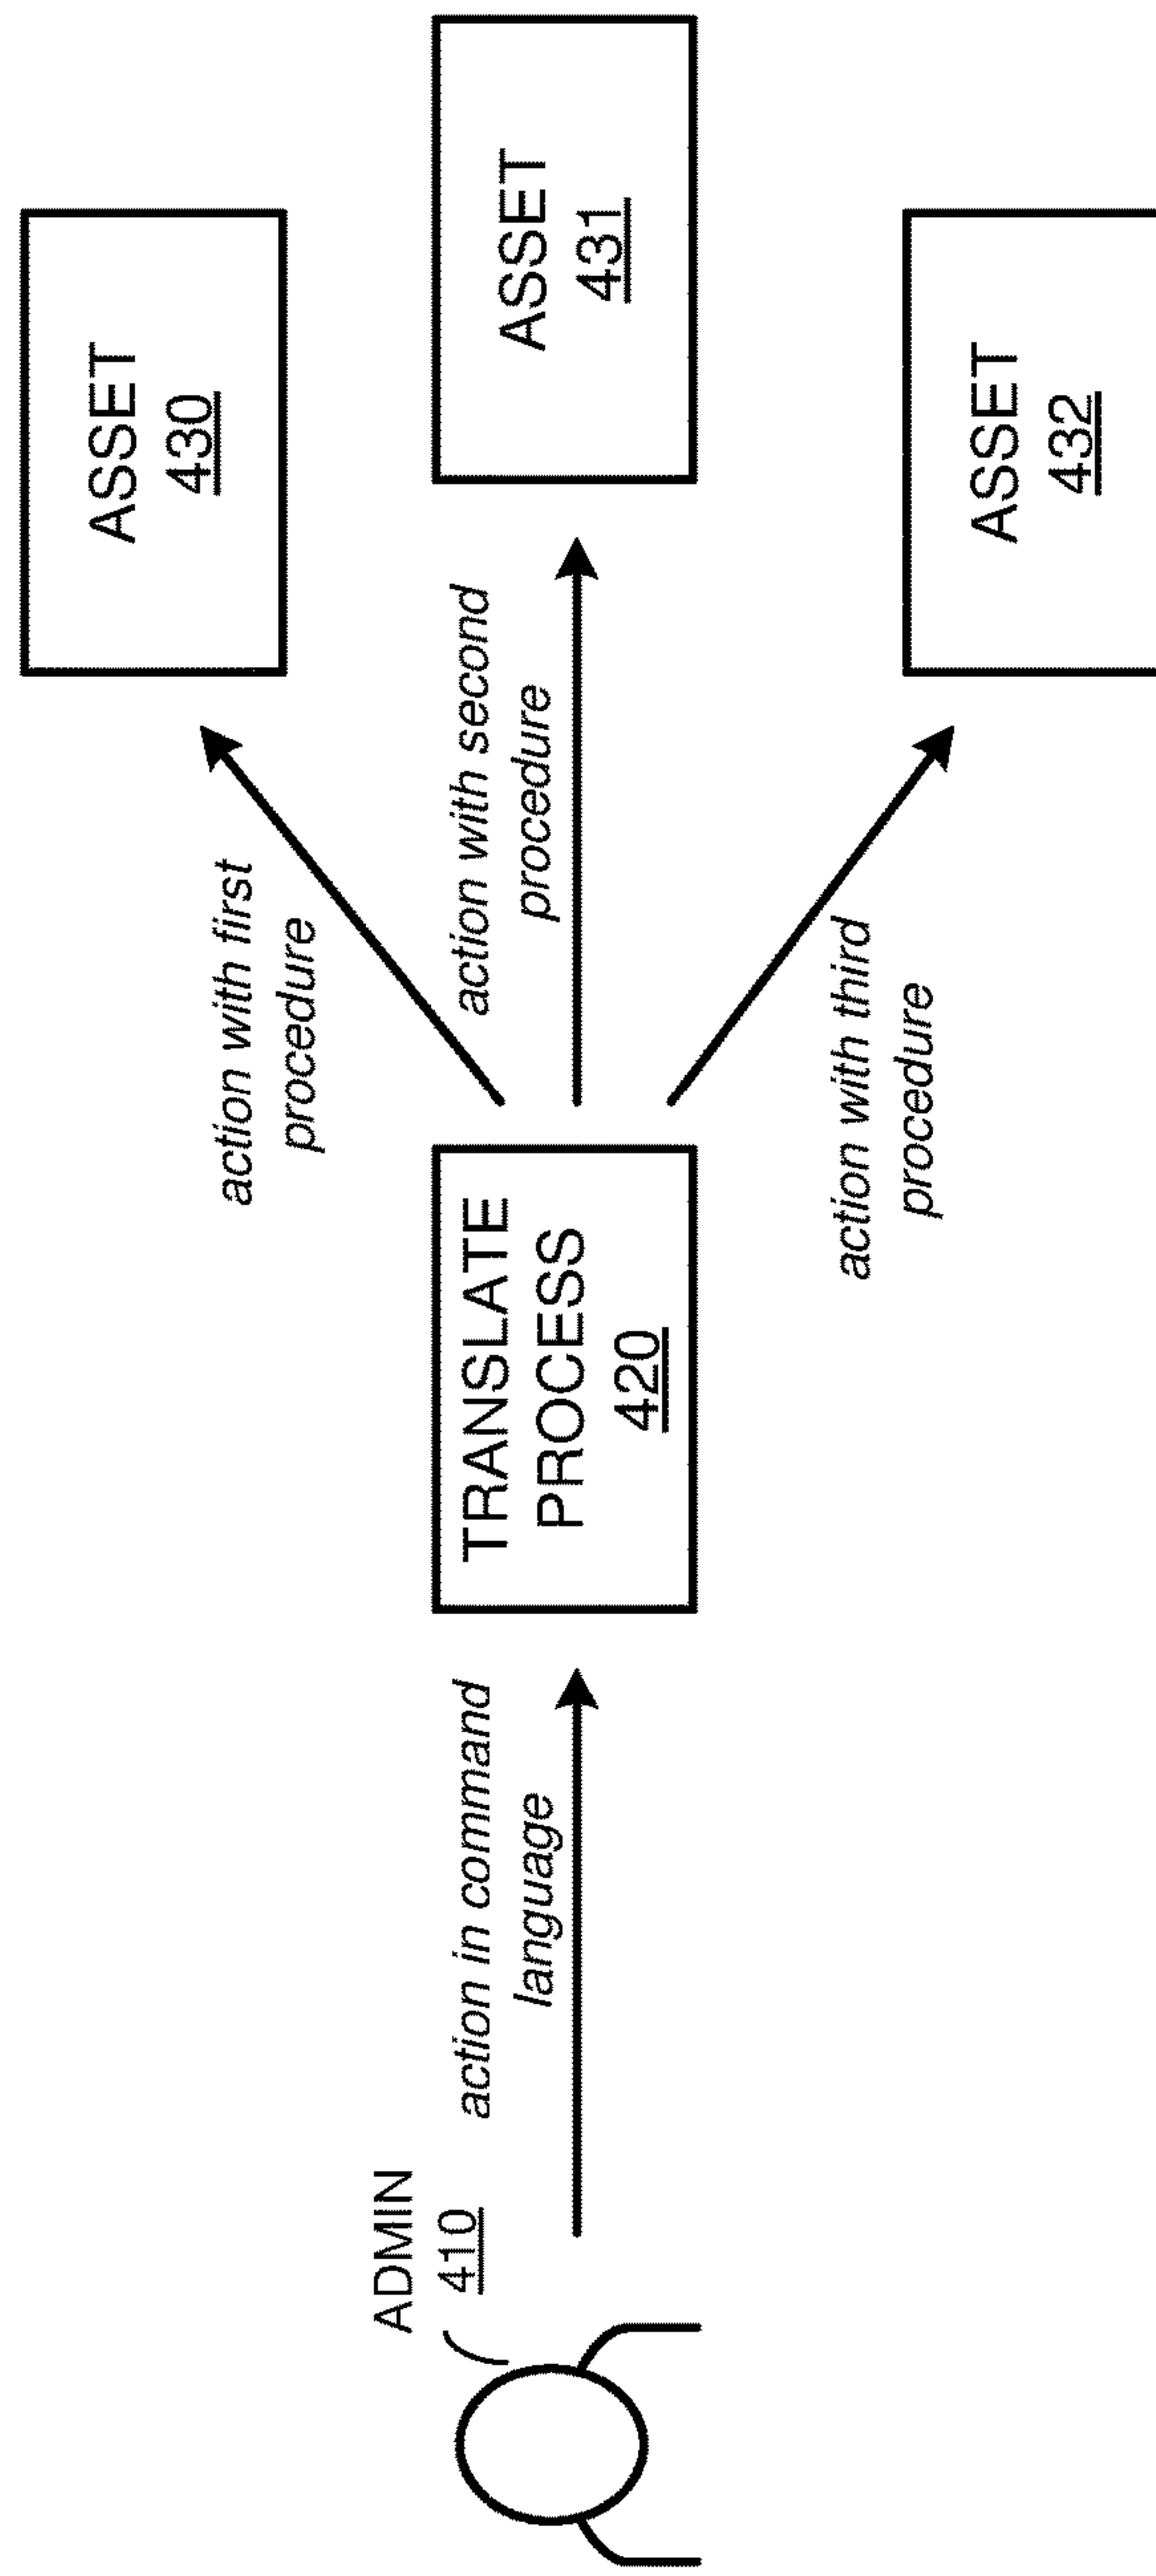 ADMIN
410
action in command
language
TRANSLATE
PROCESS
420
action with first
procedure
action with second
procedure
action with third
procedure
ASSET
430
ASSET
431
ASSET
432